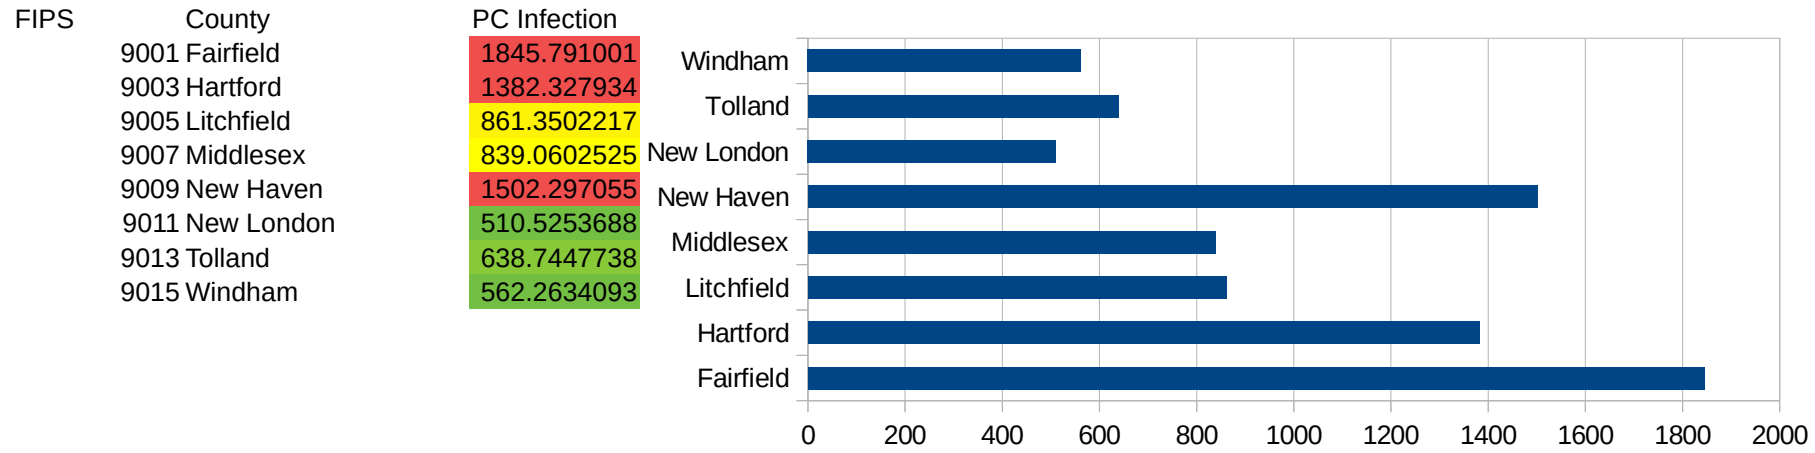 FIPS County PC Infection
9001 Fairfield 1845.791001
9003 Hartford 1382.327934
9005 Litchfield 861.3502217
9007 Middlesex 839.0602525
9009 New Haven 1502.297055
9011 New London 510.5253688
9013 Tolland 638.7447738
9015 Windham 562.2634093
Windham
Tolland
New London
New Haven
Middlesex
Litchfield
Hartford
Fairfield
0 200 400 600 800 1000 1200 1400 1600 1800 2000